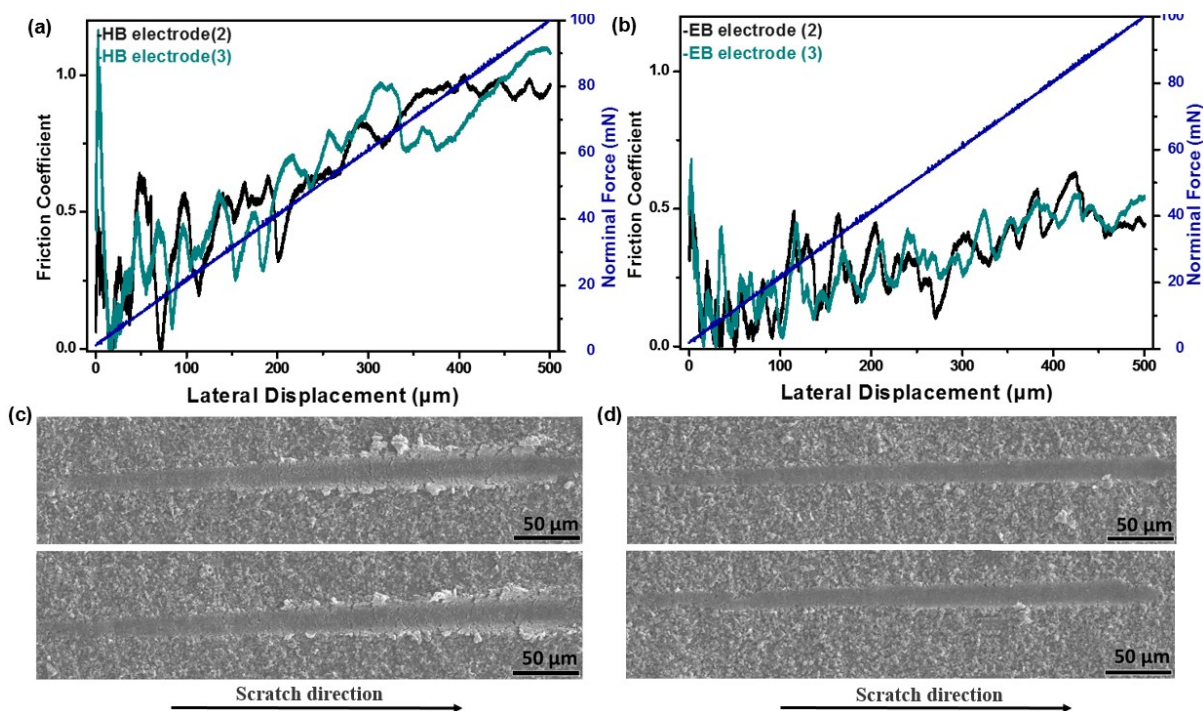 (a)
-HB electrode(2)
-HB electrode(3)
Friction Coefficient
1.0
0.5
0.0
0 100 200 300 400 500
Lateral Displacement (µm)
100
80
60
40
20
0
Norminal Force (mN)
(b)
-EB electrode (2)
-EB electrode (3)
Friction Coefficient
1.0
0.5
0.0
0 100 200 300 400 500
Lateral Displacement (µm)
100
80
60
40
20
0
Norminal Force (mN)
(c)
50 µm
50 µm
Scratch direction
(d)
50 µm
50 µm
Scratch direction